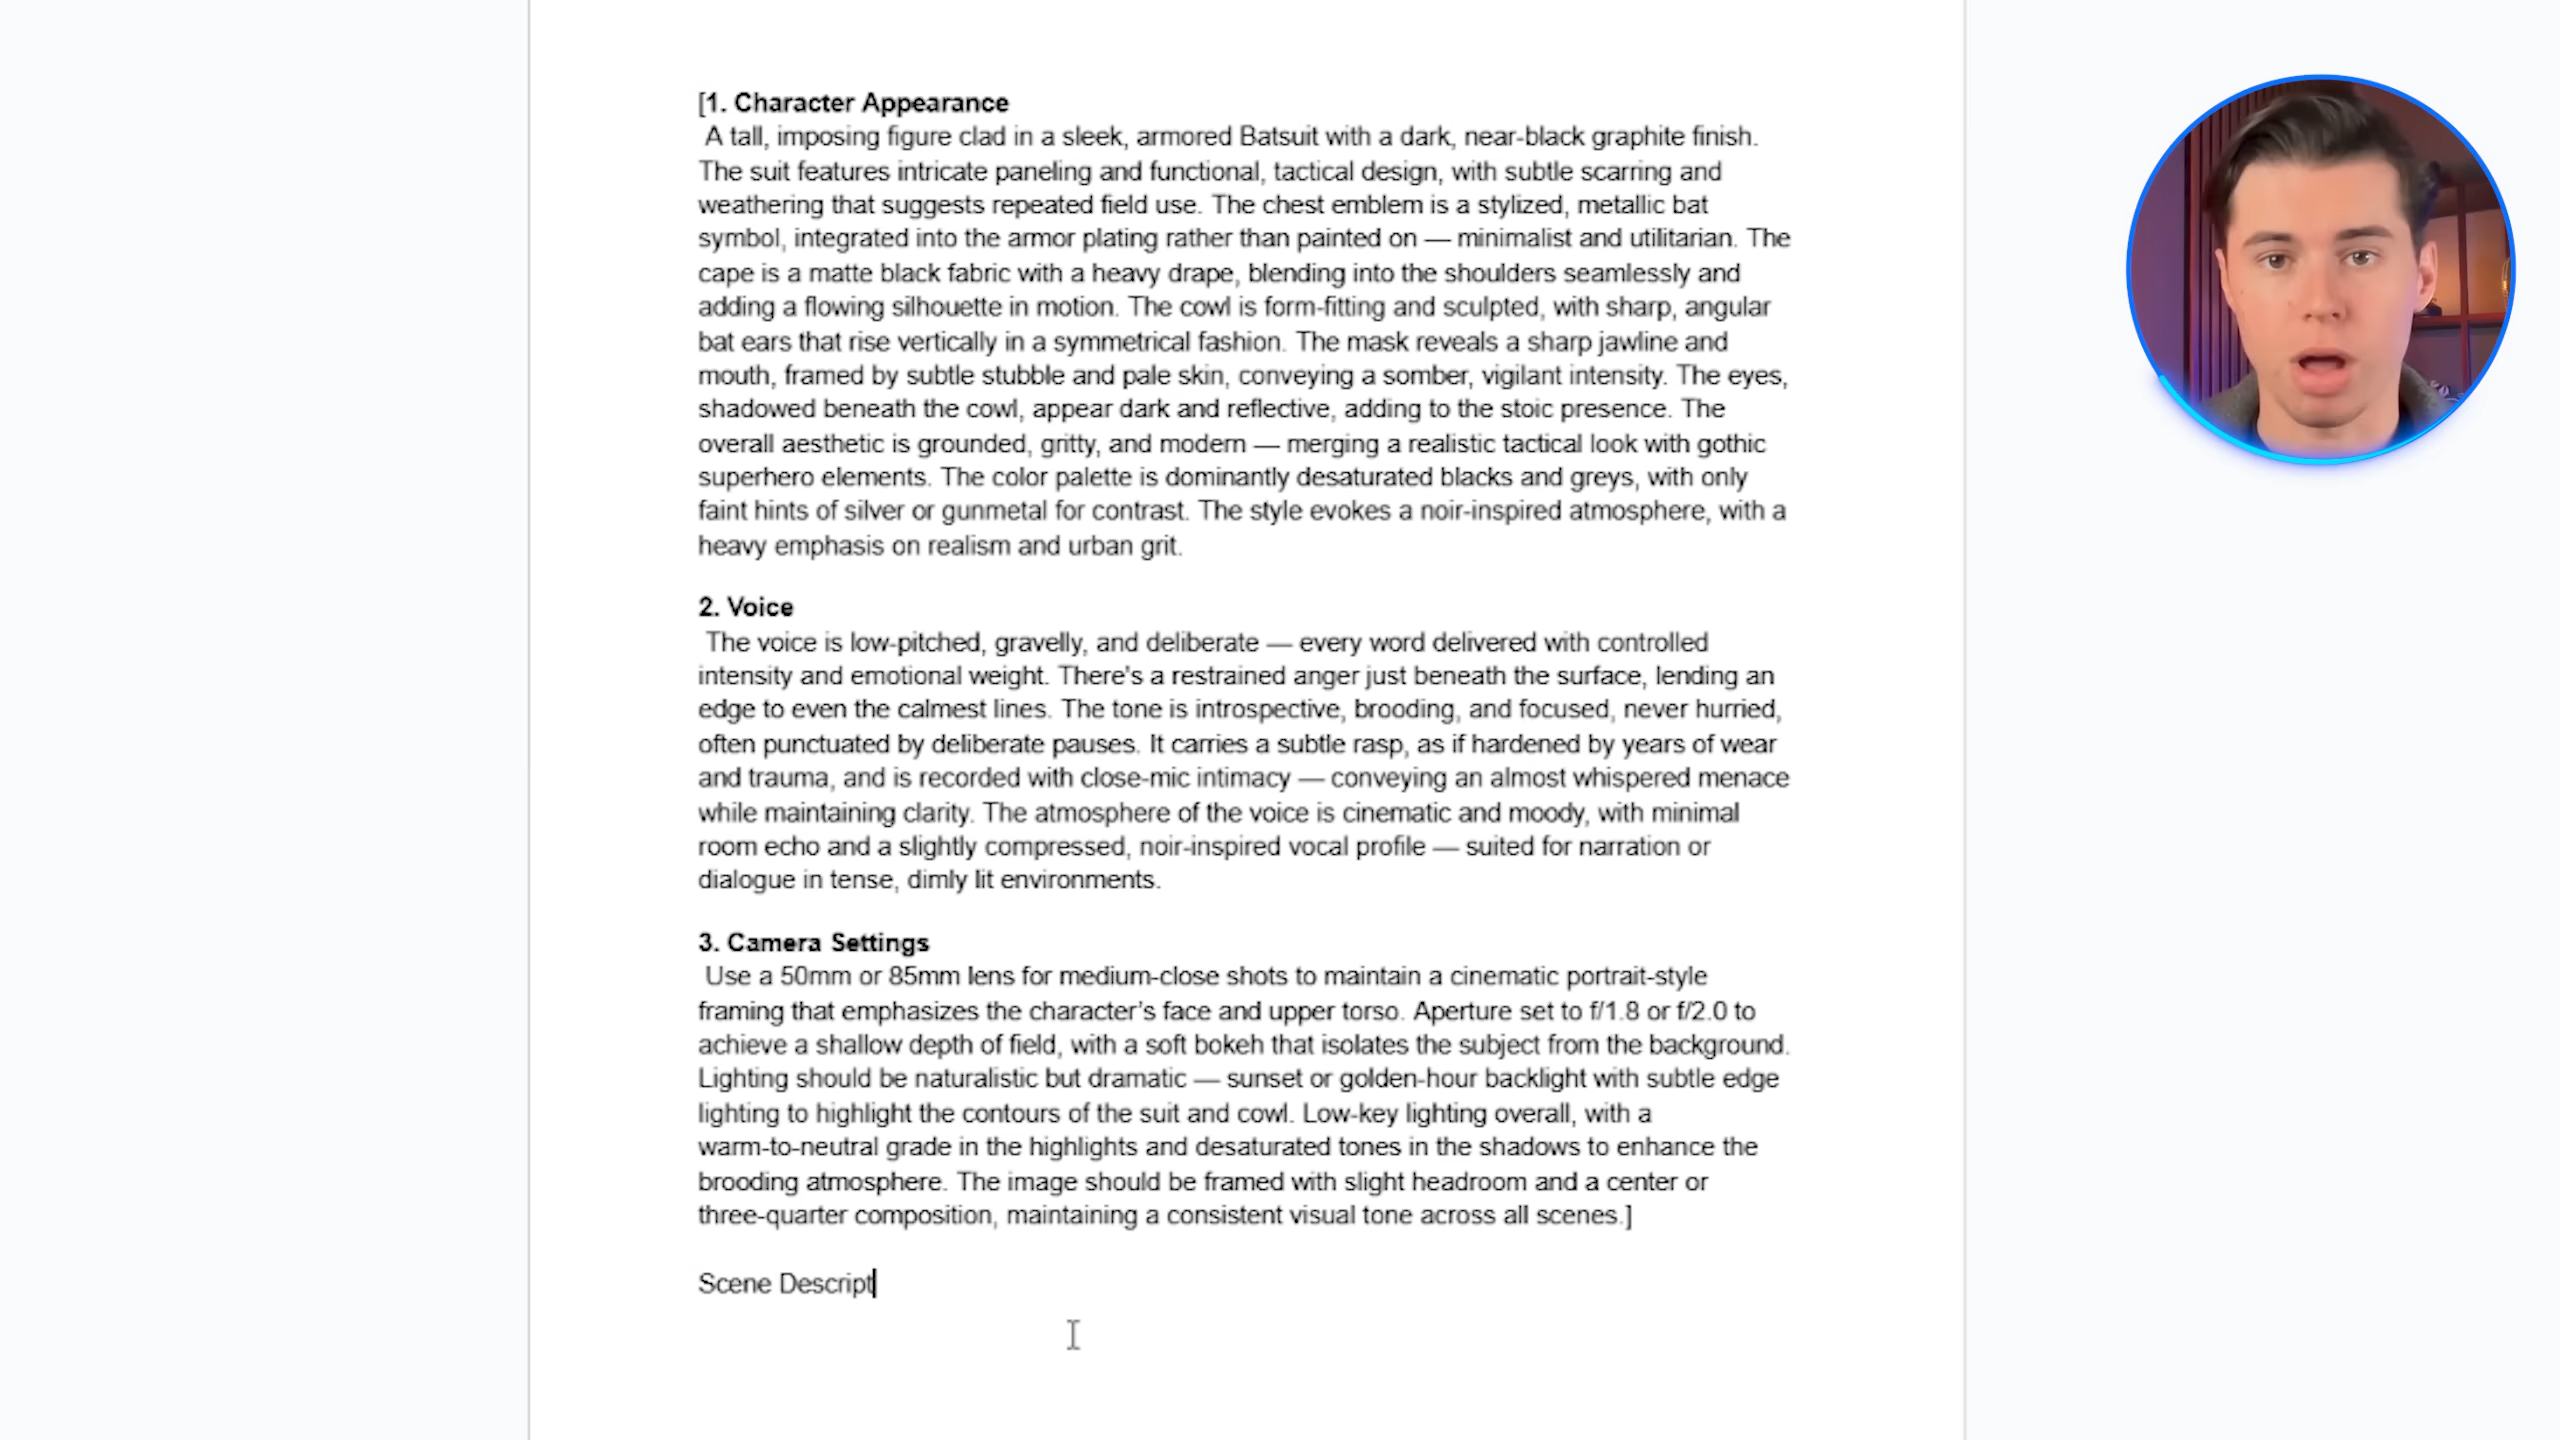 [1. Character Appearance
A tall, imposing figure clad in a sleek, armored Batsuit with a dark, near-black graphite finish.
The suit features intricate paneling and functional, tactical design, with subtle scarring and
weathering that suggests repeated field use. The chest emblem is a stylized, metallic bat
symbol, integrated into the armor plating rather than painted on — minimalist and utilitarian. The
cape is a matte black fabric with a heavy drape, blending into the shoulders seamlessly and
adding a flowing silhouette in motion. The cowl is form-fitting and sculpted, with sharp, angular
bat ears that rise vertically in a symmetrical fashion. The mask reveals a sharp jawline and
mouth, framed by subtle stubble and pale skin, conveying a somber, vigilant intensity. The eyes,
shadowed beneath the cowl, appear dark and reflective, adding to the stoic presence. The
overall aesthetic is grounded, gritty, and modern — merging a realistic tactical look with gothic
superhero elements. The color palette is dominantly desaturated blacks and greys, with only
faint hints of silver or gunmetal for contrast. The style evokes a noir-inspired atmosphere, with a
heavy emphasis on realism and urban grit.
2. Voice
The voice is low-pitched, gravelly, and deliberate — every word delivered with controlled
intensity and emotional weight. There's a restrained anger just beneath the surface, lending an
edge to even the calmest lines. The tone is introspective, brooding, and focused, never hurried,
often punctuated by deliberate pauses. It carries a subtle rasp, as if hardened by years of wear
and trauma, and is recorded with close-mic intimacy — conveying an almost whispered menace
while maintaining clarity. The atmosphere of the voice is cinematic and moody, with minimal
room echo and a slightly compressed, noir-inspired vocal profile — suited for narration or
dialogue in tense, dimly lit environments.
3. Camera Settings
Use a 50mm or 85mm lens for medium-close shots to maintain a cinematic portrait-style
framing that emphasizes the character's face and upper torso. Aperture set to f/1.8 or f/2.0 to
achieve a shallow depth of field, with a soft bokeh that isolates the subject from the background.
Lighting should be naturalistic but dramatic — sunset or golden-hour backlight with subtle edge
lighting to highlight the contours of the suit and cowl. Low-key lighting overall, with a
warm-to-neutral grade in the highlights and desaturated tones in the shadows to enhance the
brooding atmosphere. The image should be framed with slight headroom and a center or
three-quarter composition, maintaining a consistent visual tone across all scenes.]
Scene Descript